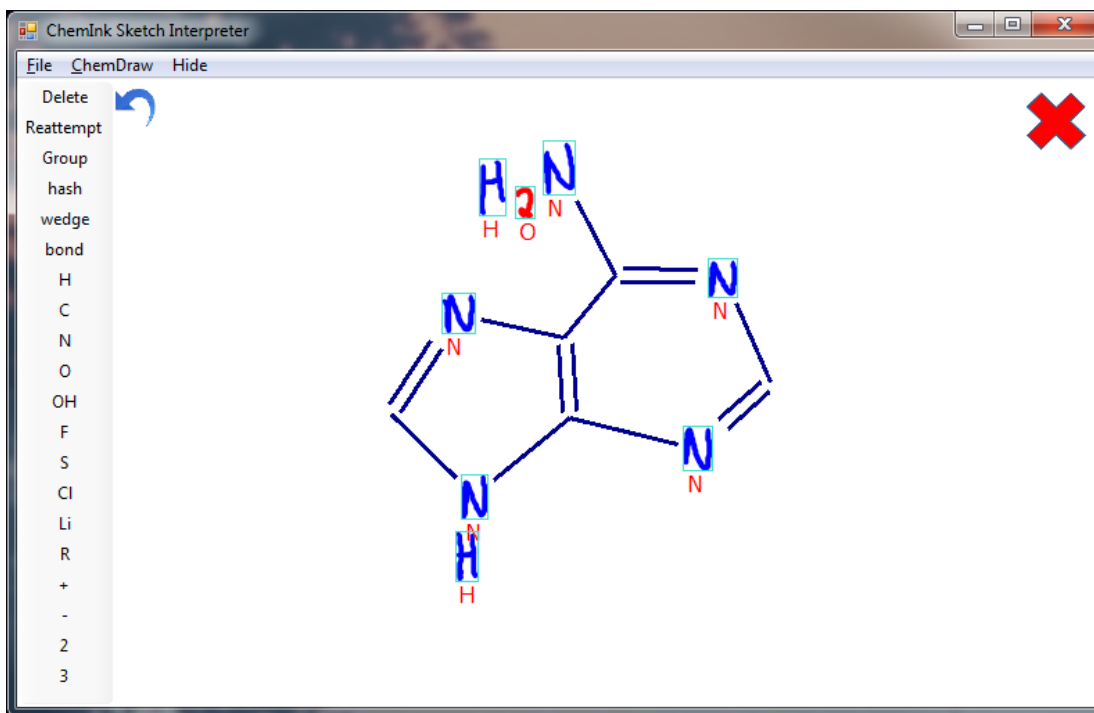 ChemInk Sketch Interpreter
File ChemDraw Hide
Delete
Reattempt
Group
hash
wedge
bond
H
C
N
O
OH
F
S
Cl
Li
R
+
-
2
3
H 2 N
H O N
N
N
N
N
N
N
N
N
H
H